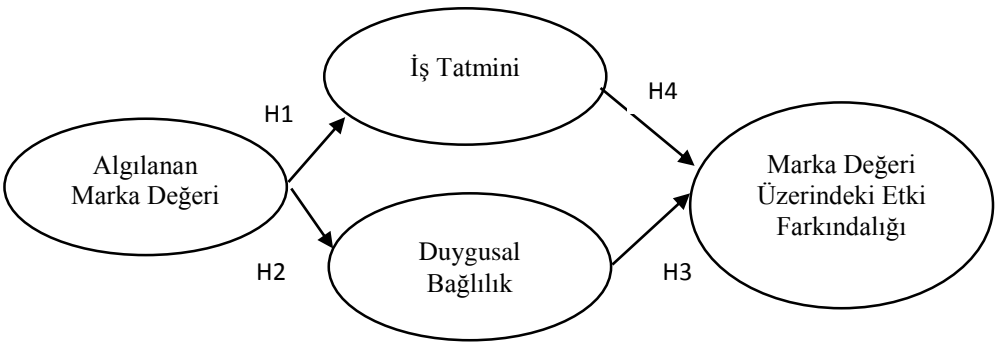 İş Tatmini
H1
H4
Algılanan
Marka Değeri
Marka Değeri
Üzerindeki Etki
Farkındalığı
H2
Duygusal
Bağlılık
H3